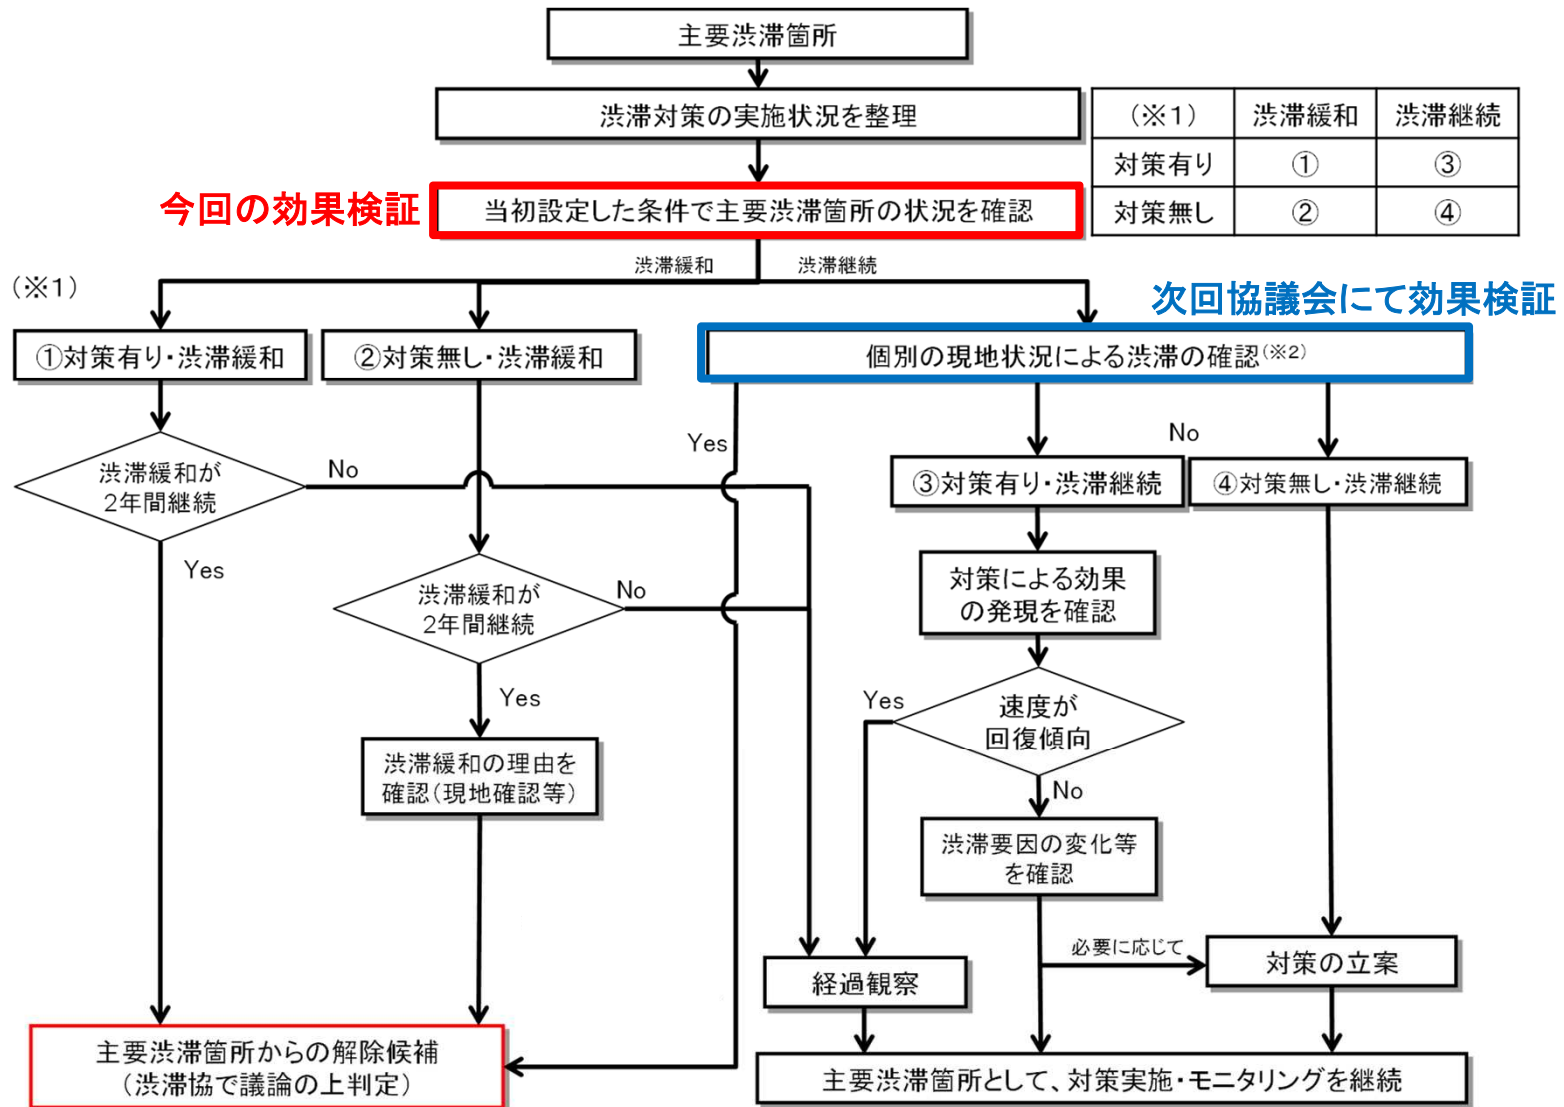 主要渋滞箇所
渋滞対策の実施状況を整理
(※1) 渋滞緩和 渋滞継続
対策有り ① ③
対策無し ② ④
今回の効果検証
当初設定した条件で主要渋滞箇所の状況を確認
渋滞緩和
渋滞継続
(※1)
次回協議会にて効果検証
①対策有り・渋滞緩和
②対策無し・渋滞緩和
個別の現地状況による渋滞の確認(※2)
Yes
No
渋滞緩和が
2年間継続
No
③対策有り・渋滞継続
④対策無し・渋滞継続
Yes
対策による効果
の発現を確認
渋滞緩和が
2年間継続
No
Yes
Yes
速度が
回復傾向
渋滞緩和の理由を
確認(現地確認等)
No
渋滞要因の変化等
を確認
必要に応じて
対策の立案
経過観察
主要渋滞箇所からの解除候補
(渋滞協で議論の上判定)
主要渋滞箇所として、対策実施・モニタリングを継続